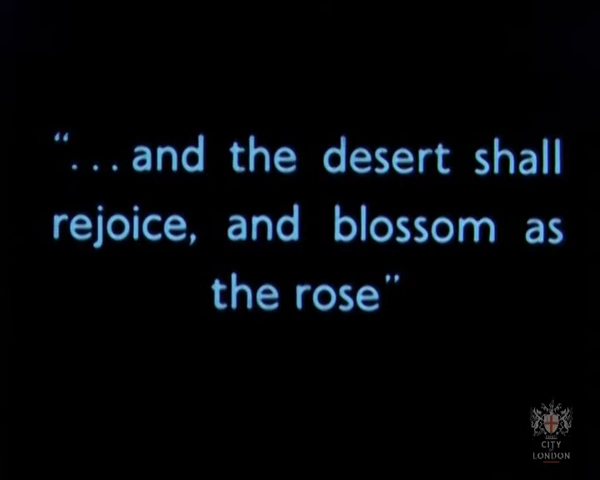 “...and the desert shall
rejoice, and blossom as
the rose”
CITY
LONDON